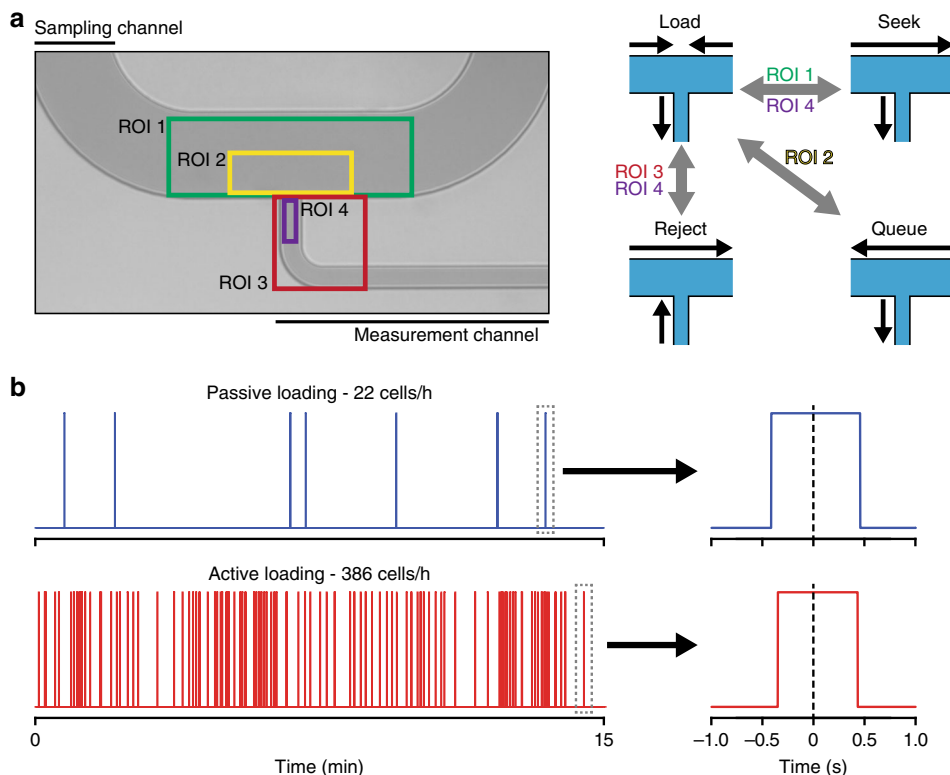 a
Sampling channel
ROI 1
ROI 2
ROI 4
ROI 3
Measurement channel
Load
Seek
ROI 1
ROI 4
ROI 3
ROI 4
ROI 2
Reject
Queue
b
Passive loading - 22 cells/h
Active loading - 386 cells/h
0
15
–1.0
–0.5
0
0.5
1.0
Time (min)
Time (s)